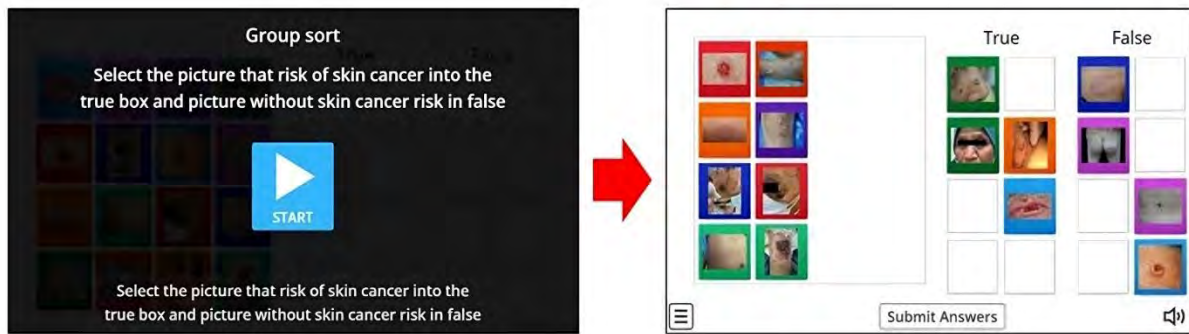 Group sort
Select the picture that risk of skin cancer into the
true box and picture without skin cancer risk in false
START
Select the picture that risk of skin cancer into the
true box and picture without skin cancer risk in false
True
False
Submit Answers